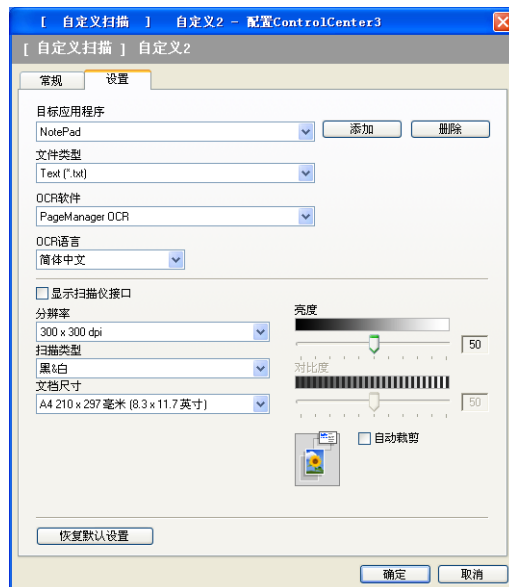 [ 自定义扫描 ] 自定义2 - 配置ControlCenter3
[ 自定义扫描 ] 自定义2
常规 设置
目标应用程序
NotePad 添加 删除
文件类型
Text (*.txt)
OCR软件
PageManager OCR
OCR语言
简体中文
显示扫描仪接口
分辨率 亮度
300 x 300 dpi 50
扫描类型 对比度
黑&白
文档尺寸
A4 210 x 297 毫米 (8.3 x 11.7 英寸) 50
自动裁剪
恢复默认设置
确定 取消